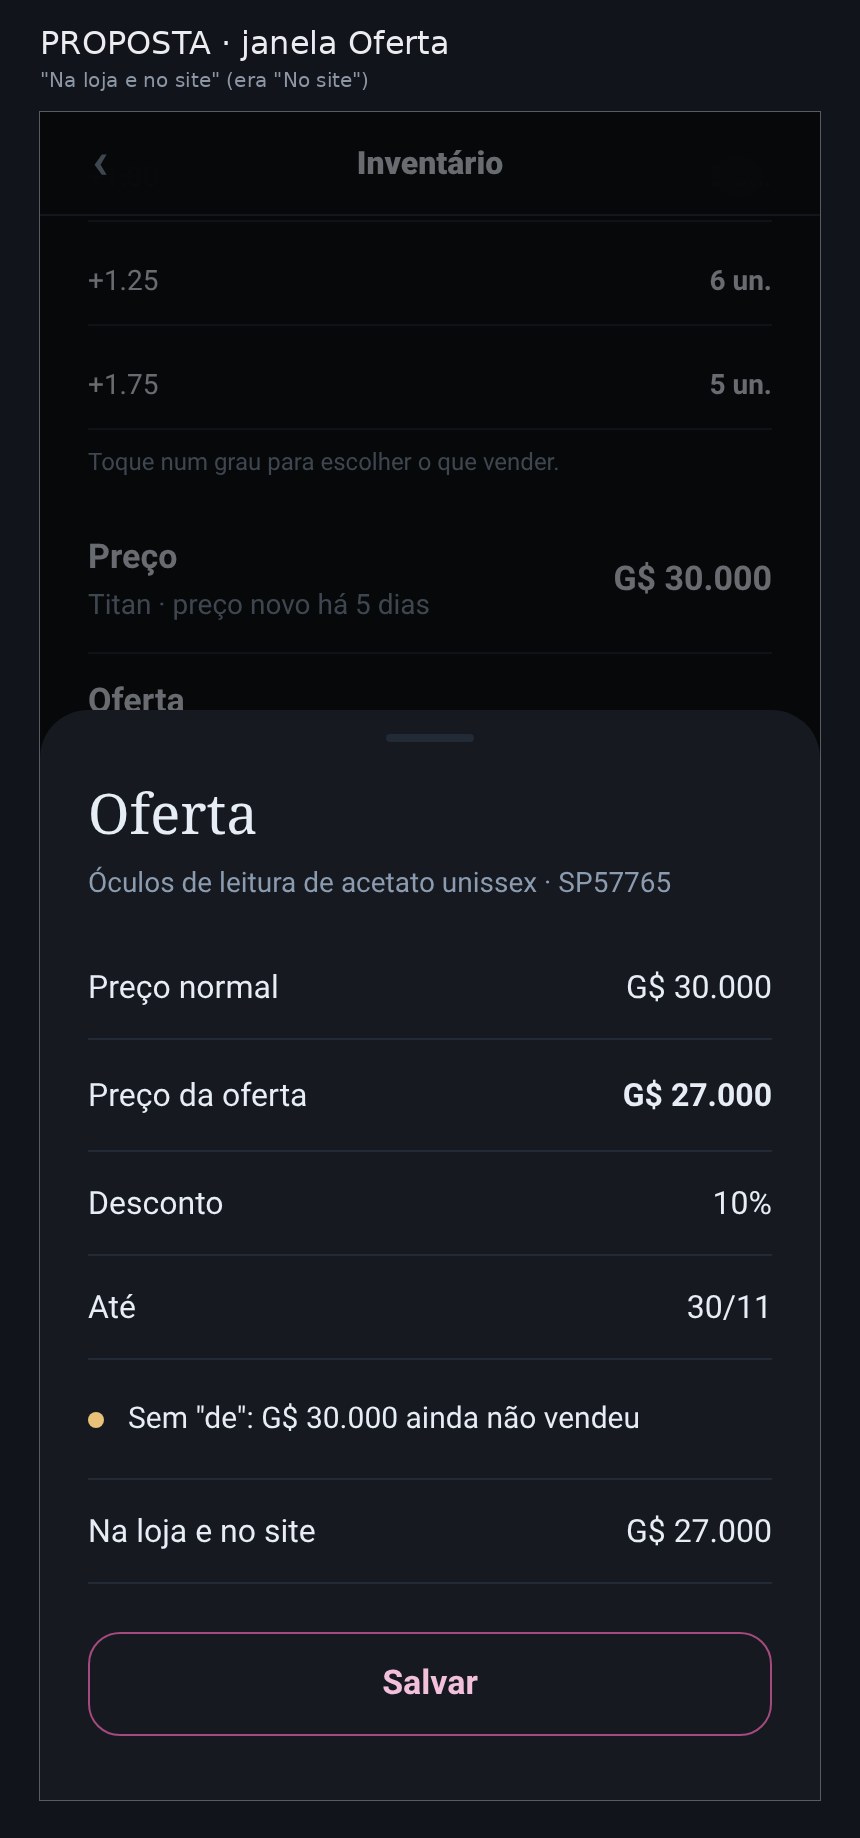 PROPOSTA · janela Oferta
"Na loja e no site" (era "No site")
‹ Inventário
+1.25 6 un.
+1.75 5 un.
Toque num grau para escolher o que vender.
Preço
G$ 30.000
Titan · preço novo há 5 dias
Oferta
Oferta
Óculos de leitura de acetato unissex · SP57765
Preço normal G$ 30.000
Preço da oferta G$ 27.000
Desconto 10%
Até 30/11
Sem "de": G$ 30.000 ainda não vendeu
Na loja e no site G$ 27.000
Salvar